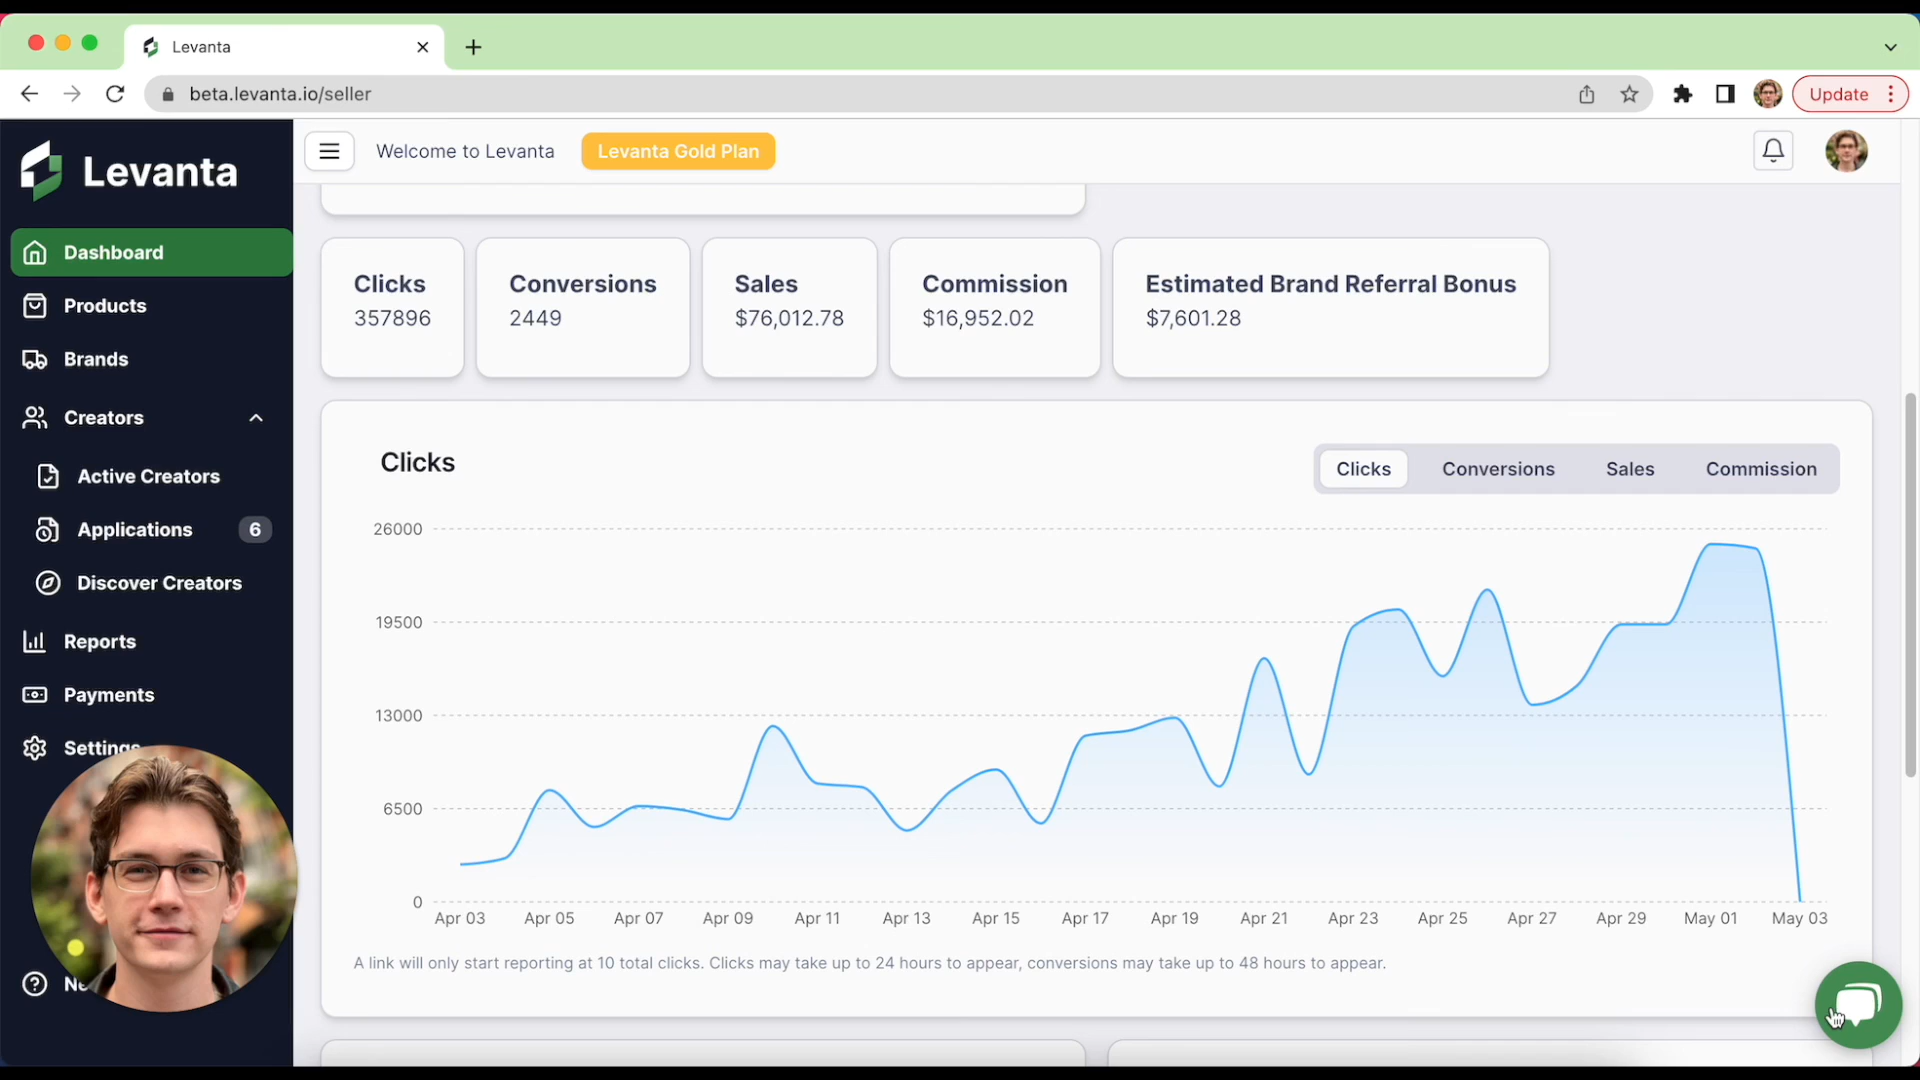 Levanta
beta.levanta.io/seller
Update
Levanta
Welcome to Levanta
Levanta Gold Plan
Dashboard
Products
Brands
Creators
Active Creators
Applications 6
Discover Creators
Reports
Payments
Settings
Clicks
357896
Conversions
2449
Sales
$76,012.78
Commission
$16,952.02
Estimated Brand Referral Bonus
$7,601.28
Clicks
Clicks Conversions Sales Commission
26000
19500
13000
6500
0
Apr 03 Apr 05 Apr 07 Apr 09 Apr 11 Apr 13 Apr 15 Apr 17 Apr 19 Apr 21 Apr 23 Apr 25 Apr 27 Apr 29 May 01 May 03
A link will only start reporting at 10 total clicks. Clicks may take up to 24 hours to appear, conversions may take up to 48 hours to appear.